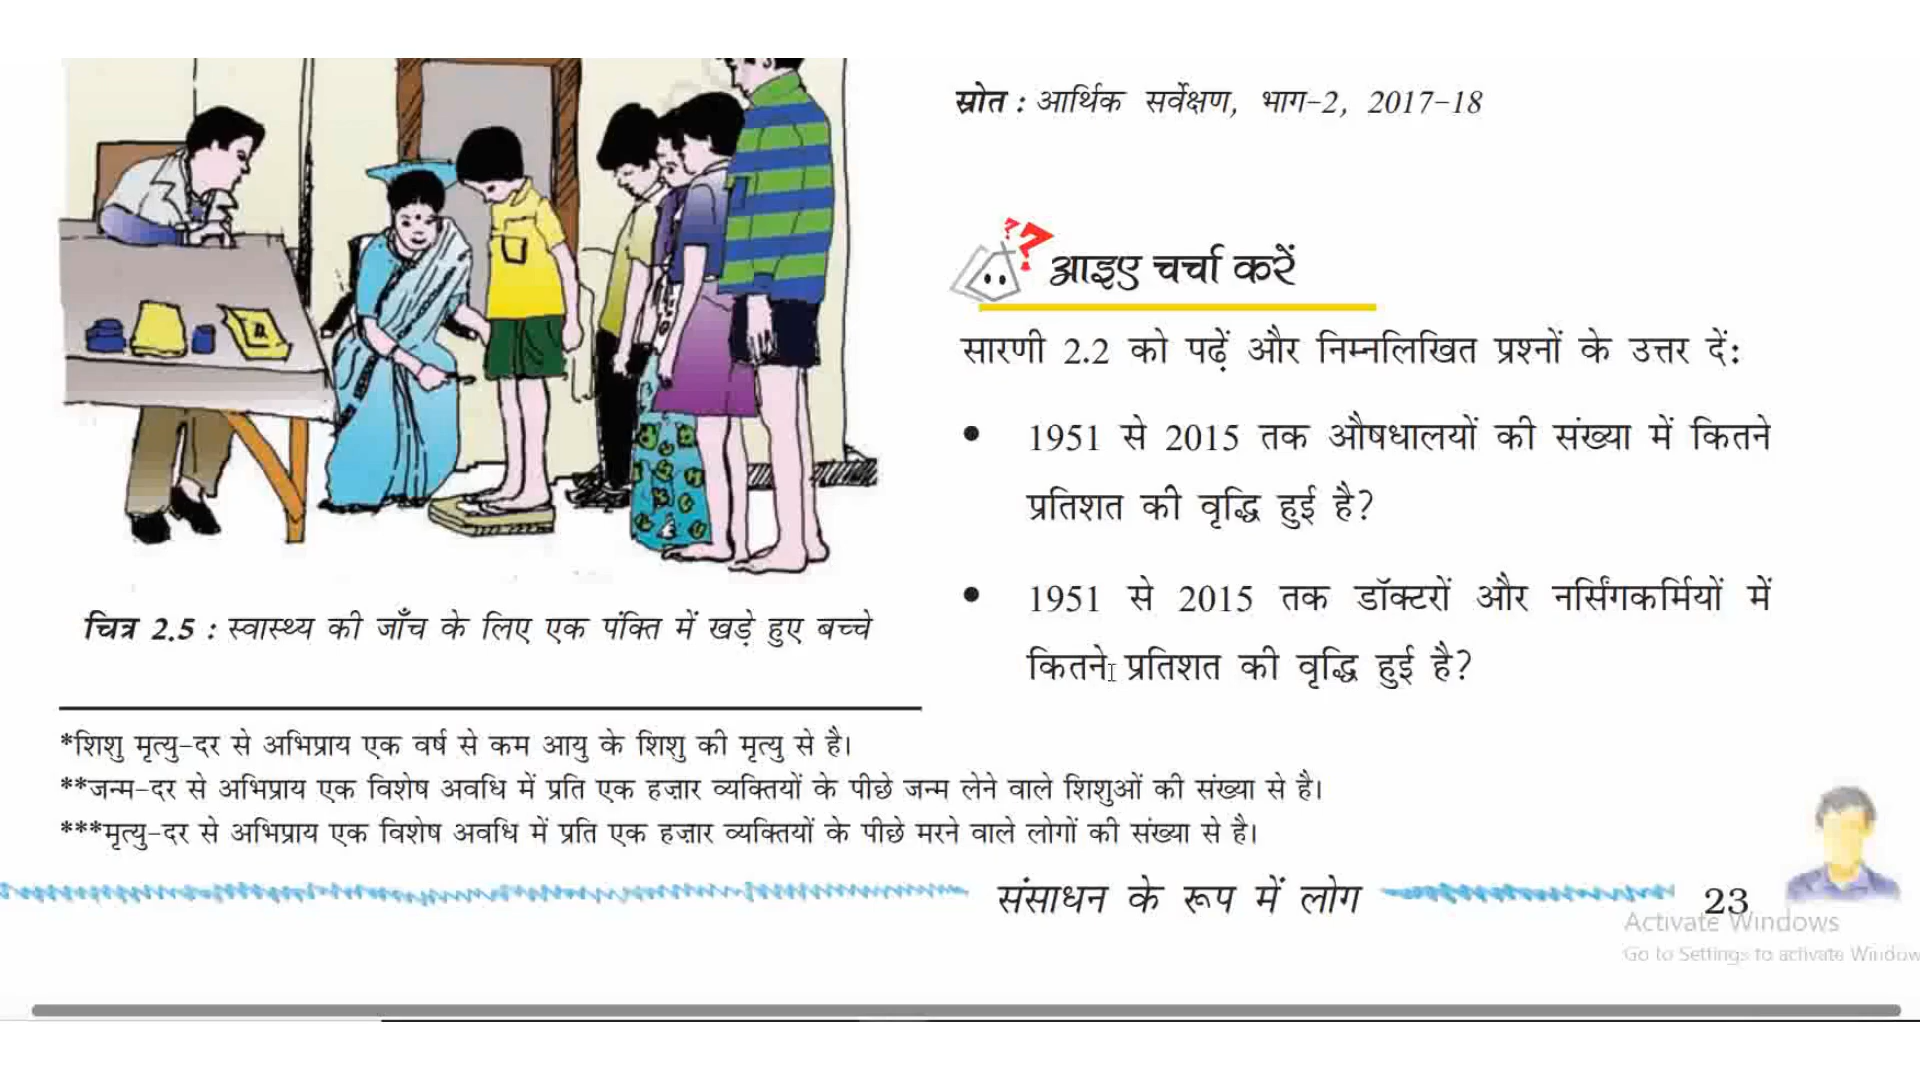 स्रोत : आर्थिक सर्वेक्षण, भाग-2, 2017-18
आइए चर्चा करें
सारणी 2.2 को पढ़ें और निम्नलिखित प्रश्नों के उत्तर दें:
• 1951 से 2015 तक औषधालयों की संख्या में कितने
प्रतिशत की वृद्धि हुई है?
• 1951 से 2015 तक डॉक्टरों और नर्सिंगकर्मियों में
कितने प्रतिशत की वृद्धि हुई है?
चित्र 2.5 : स्वास्थ्य की जाँच के लिए एक पंक्ति में खड़े हुए बच्चे
*शिशु मृत्यु-दर से अभिप्राय एक वर्ष से कम आयु के शिशु की मृत्यु से है।
**जन्म-दर से अभिप्राय एक विशेष अवधि में प्रति एक हज़ार व्यक्तियों के पीछे जन्म लेने वाले शिशुओं की संख्या से है।
***मृत्यु-दर से अभिप्राय एक विशेष अवधि में प्रति एक हज़ार व्यक्तियों के पीछे मरने वाले लोगों की संख्या से है।
संसाधन के रूप में लोग 23
Activate Windows
Go to Settings to activate Window